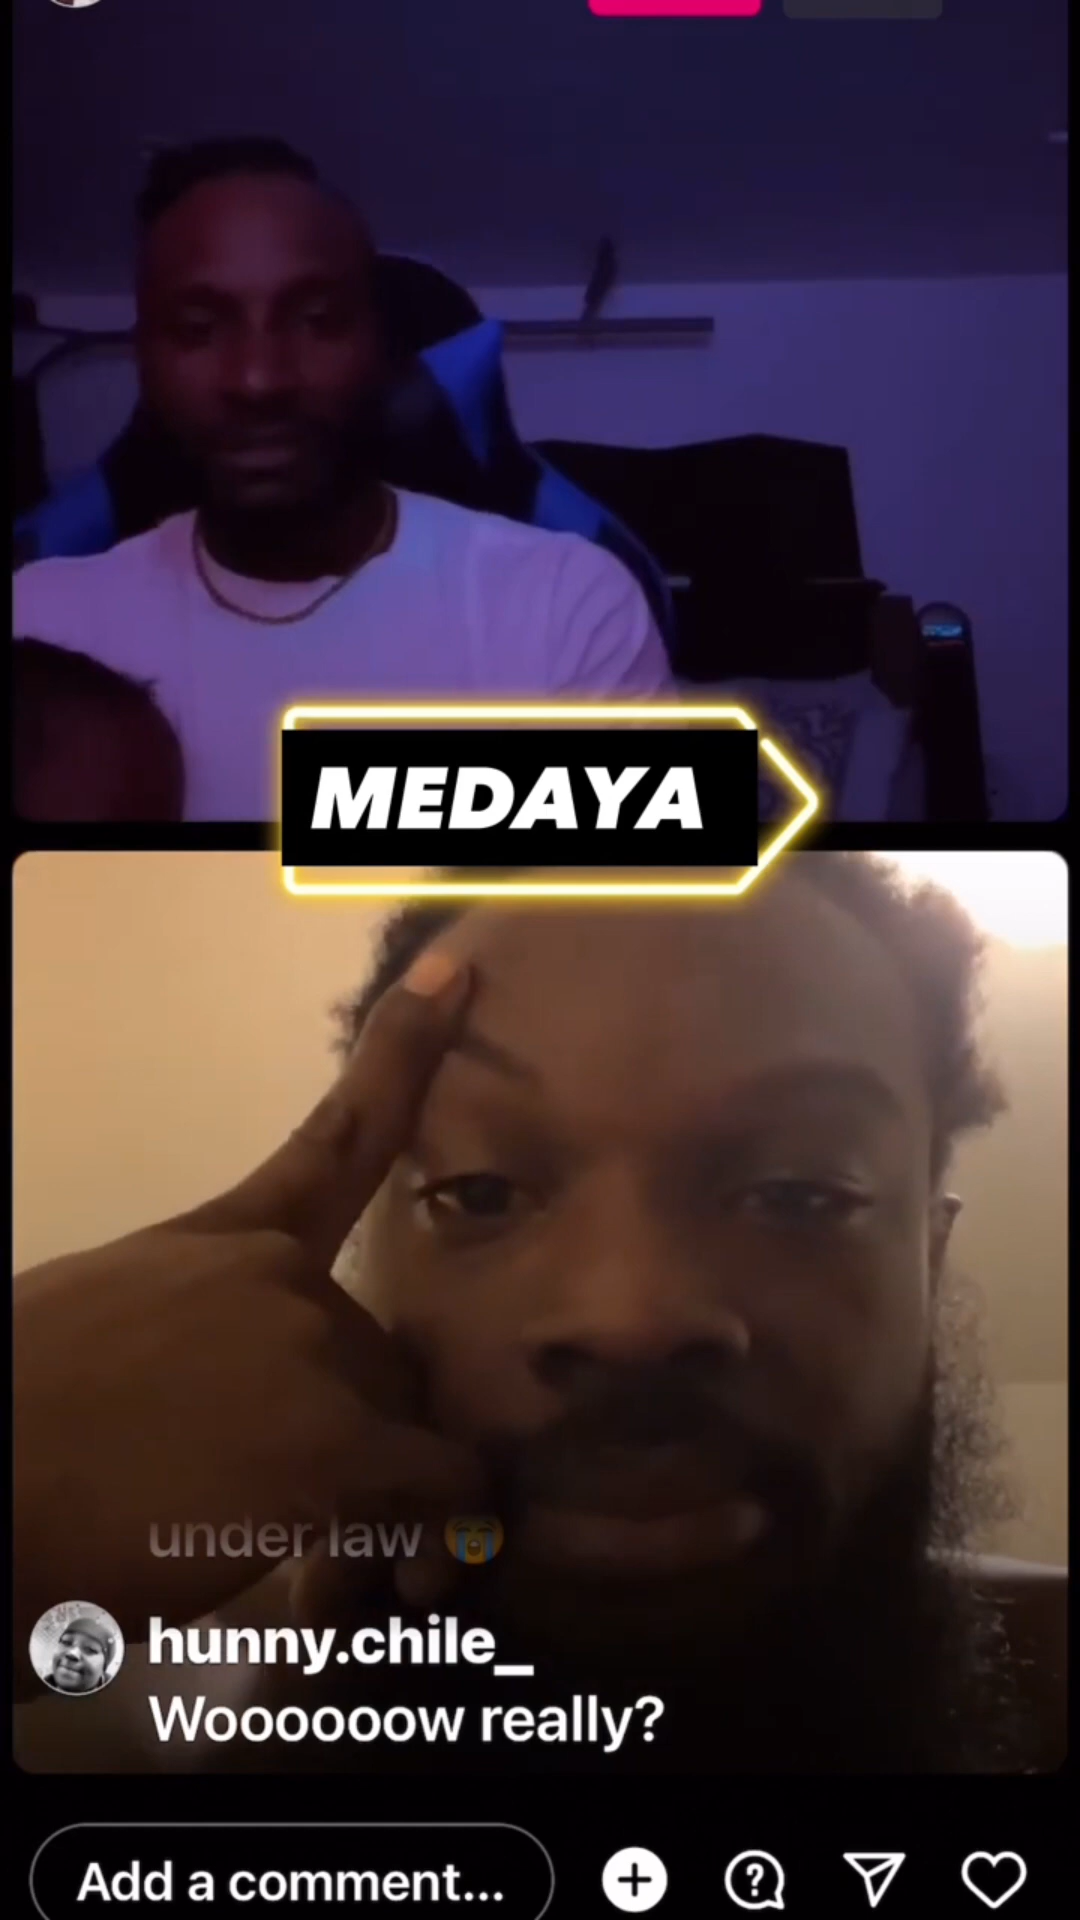 MEDAYA
under law 😭
hunny.chile_
Woooooow really?
Add a comment...